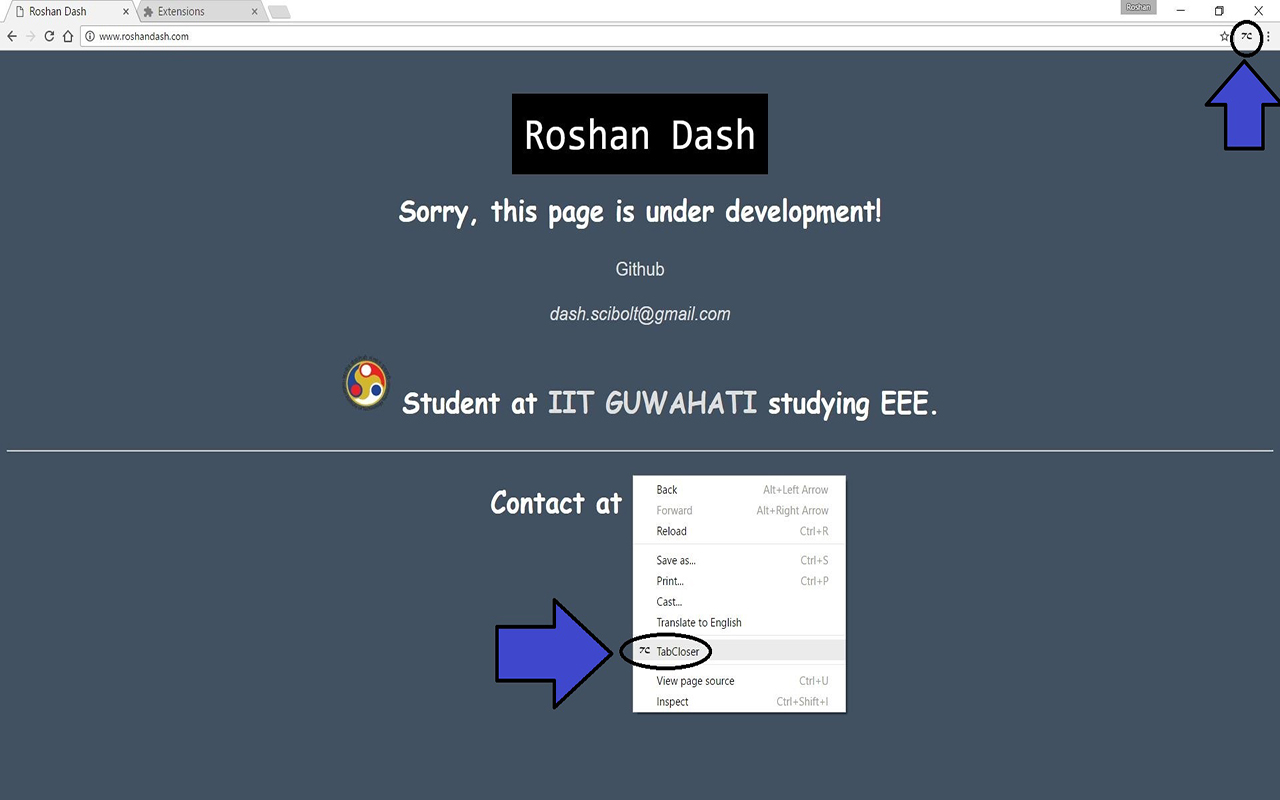 Roshan Dash
Extensions
Roshan
www.roshandash.com
TC
Roshan Dash
Sorry, this page is under development!
Github
dash.scibolt@gmail.com
Student at IIT GUWAHATI studying EEE.
Contact at
Back Alt+Left Arrow
Forward Alt+Right Arrow
Reload Ctrl+R
Save as... Ctrl+S
Print... Ctrl+P
Cast...
Translate to English
TC TabCloser
View page source Ctrl+U
Inspect Ctrl+Shift+I